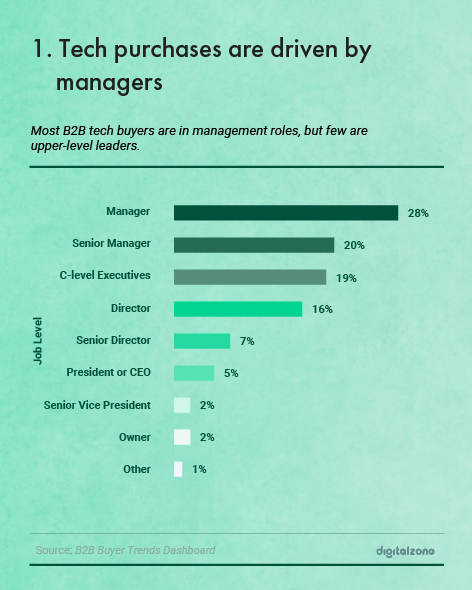 1. Tech purchases are driven by
managers
Most B2B tech buyers are in management roles, but few are
upper-level leaders.
Job Level
Manager 28%
Senior Manager 20%
C-level Executives 19%
Director 16%
Senior Director 7%
President or CEO 5%
Senior Vice President 2%
Owner 2%
Other 1%
Source: B2B Buyer Trends Dashboard
digitalzone